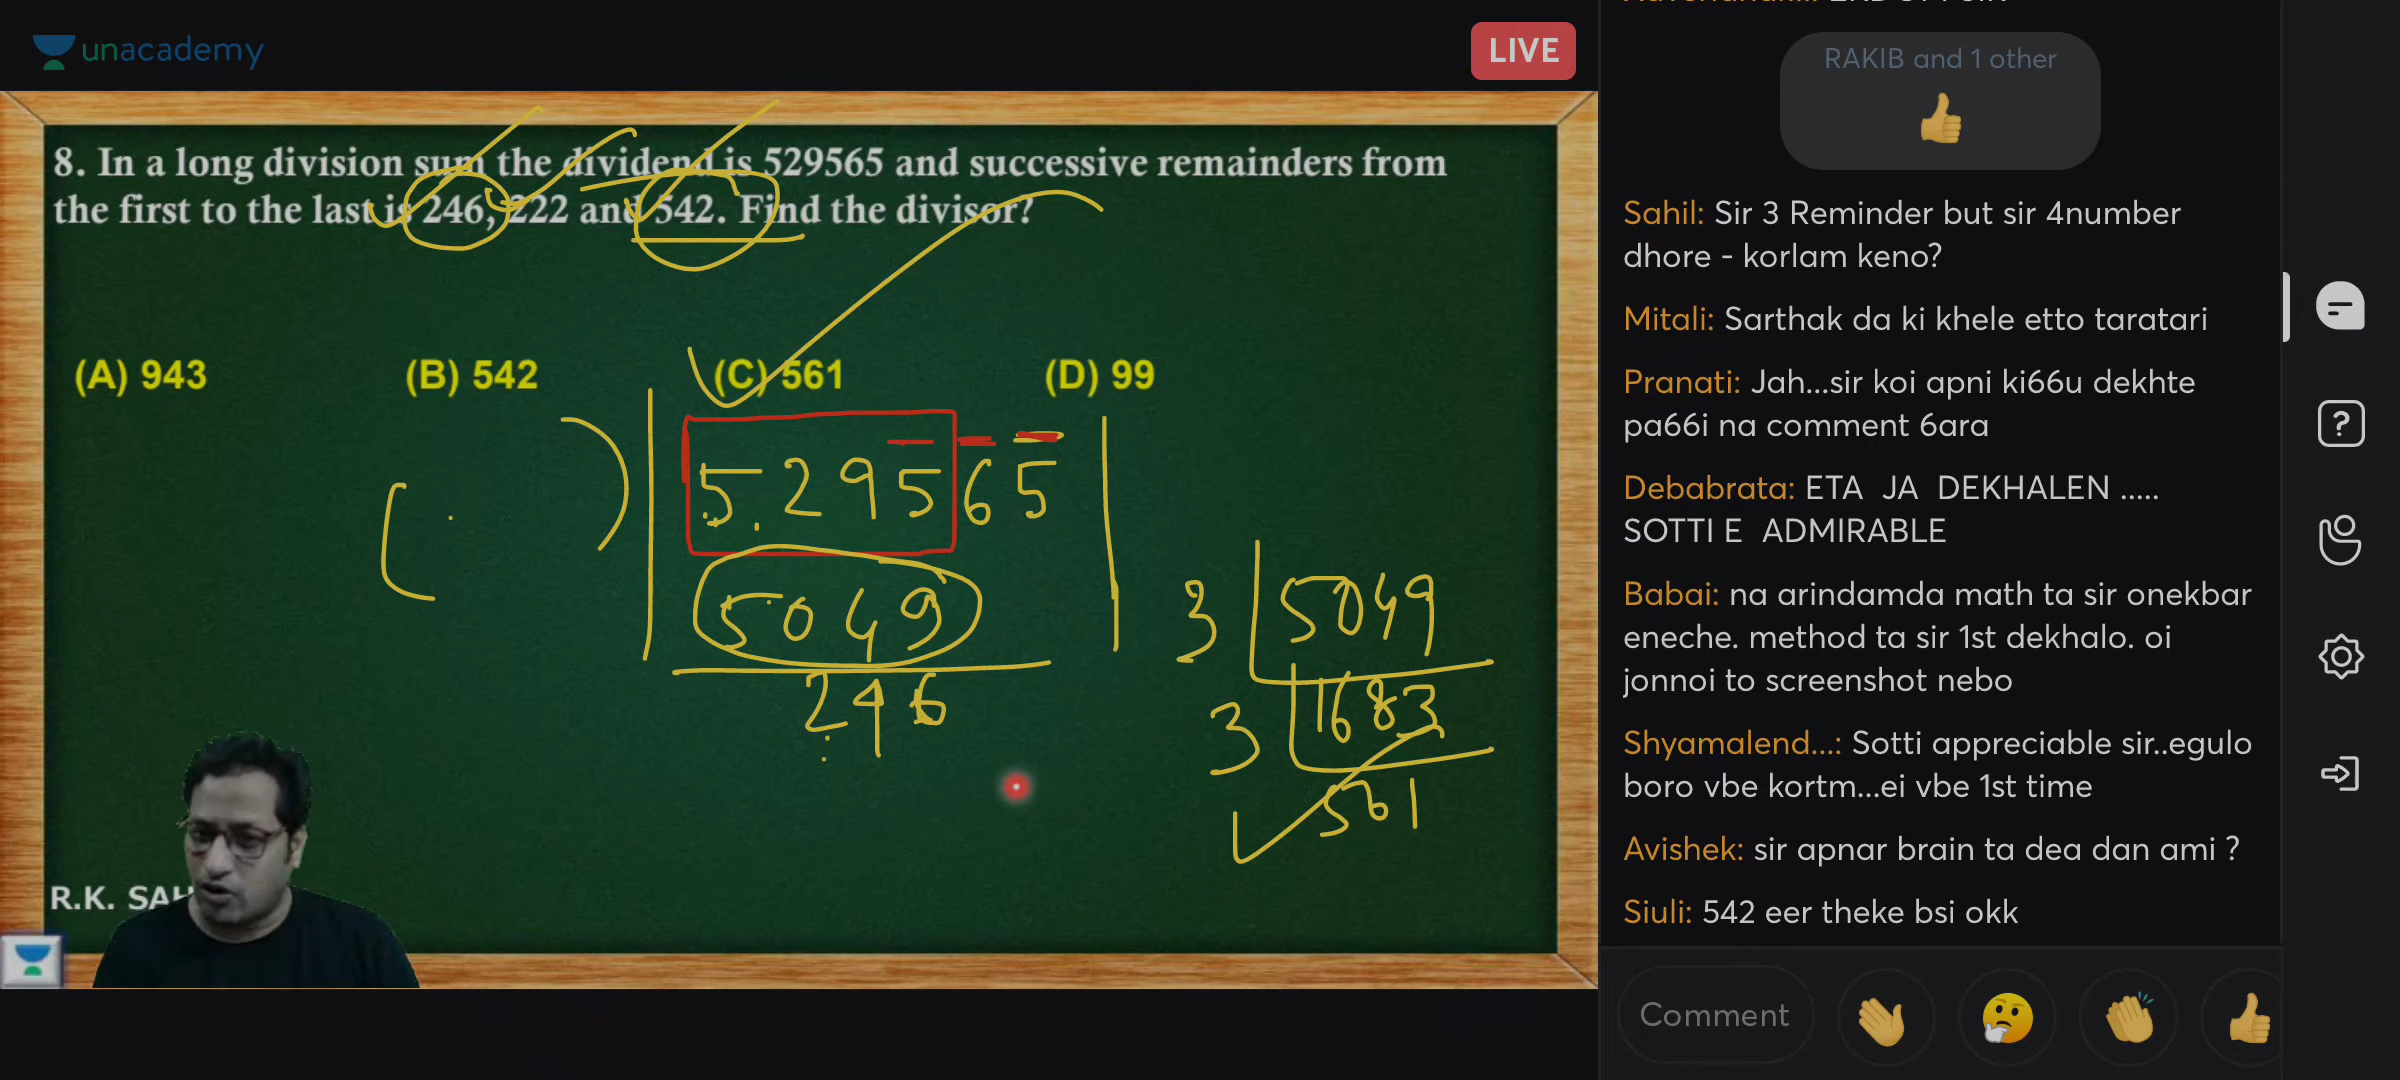 unacademy
LIVE
8. In a long division sum the dividend is 529565 and successive remainders from
the first to the last is 246, 222 and 542. Find the divisor?
(A) 943
(B) 542
(C) 561
(D) 99
529565
5049
246
3 5049
3 1683
561
R.K. SAH
RAKIB and 1 other
Sahil: Sir 3 Reminder but sir 4number
dhore - korlam keno?
Mitali: Sarthak da ki khele etto taratari
Pranati: Jah...sir koi apni ki66u dekhte
pa66i na comment 6ara
Debabrata: ETA JA DEKHALEN .....
SOTTI E ADMIRABLE
Babai: na arindamda math ta sir onekbar
eneche. method ta sir 1st dekhalo. oi
jonnoi to screenshot nebo
Shyamalend...: Sotti appreciable sir..egulo
boro vbe kortm...ei vbe 1st time
Avishek: sir apnar brain ta dea dan ami ?
Siuli: 542 eer theke bsi okk
Comment